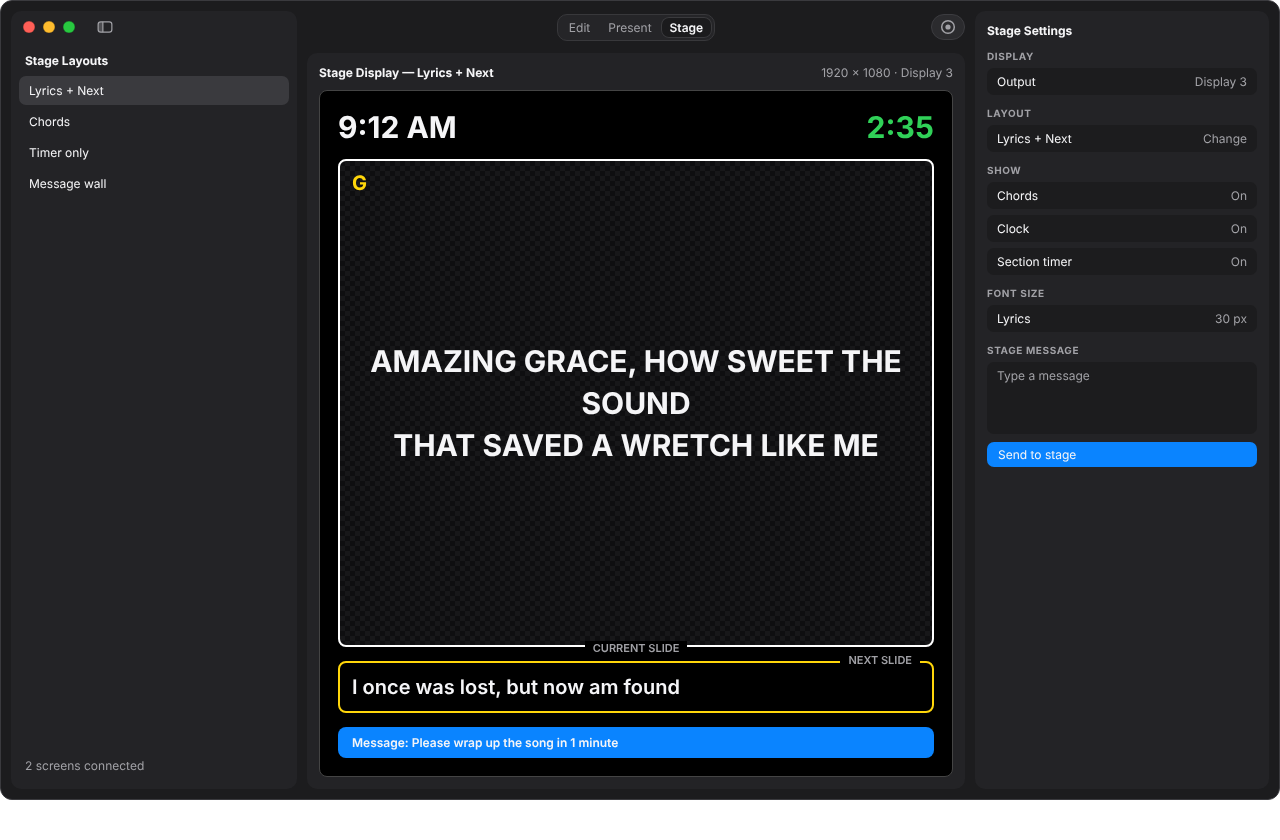 Edit Present Stage
Stage Layouts
Lyrics + Next
Chords
Timer only
Message wall
2 screens connected
Stage Display — Lyrics + Next
1920 × 1080 · Display 3
9:12 AM
2:35
G
AMAZING GRACE, HOW SWEET THE
SOUND
THAT SAVED A WRETCH LIKE ME
CURRENT SLIDE
NEXT SLIDE
I once was lost, but now am found
Message: Please wrap up the song in 1 minute
Stage Settings
DISPLAY
Output Display 3
LAYOUT
Lyrics + Next Change
SHOW
Chords On
Clock On
Section timer On
FONT SIZE
Lyrics 30 px
STAGE MESSAGE
Type a message
Send to stage